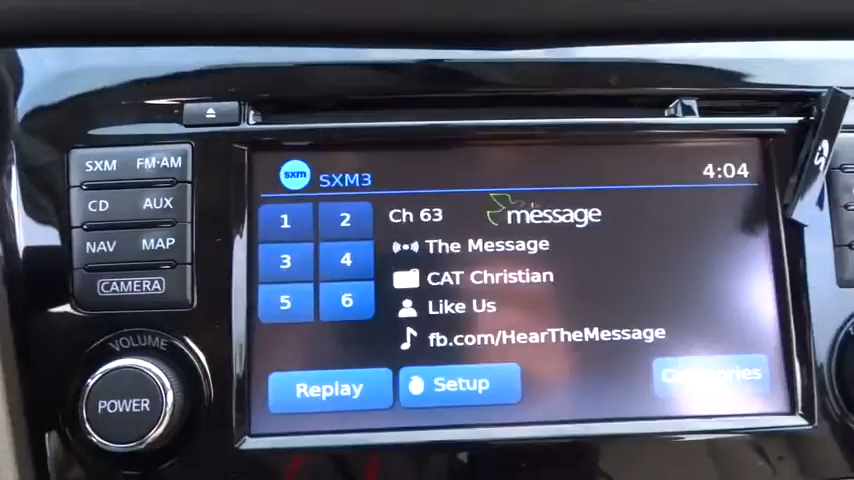 SXM FM·AM
CD AUX
NAV MAP
CAMERA
VOLUME
POWER
sxm SXM3 4:04
1 2
3 4
5 6
Ch 63 message
The Message
CAT Christian
Like Us
fb.com/HearTheMessage
Replay Setup Categories